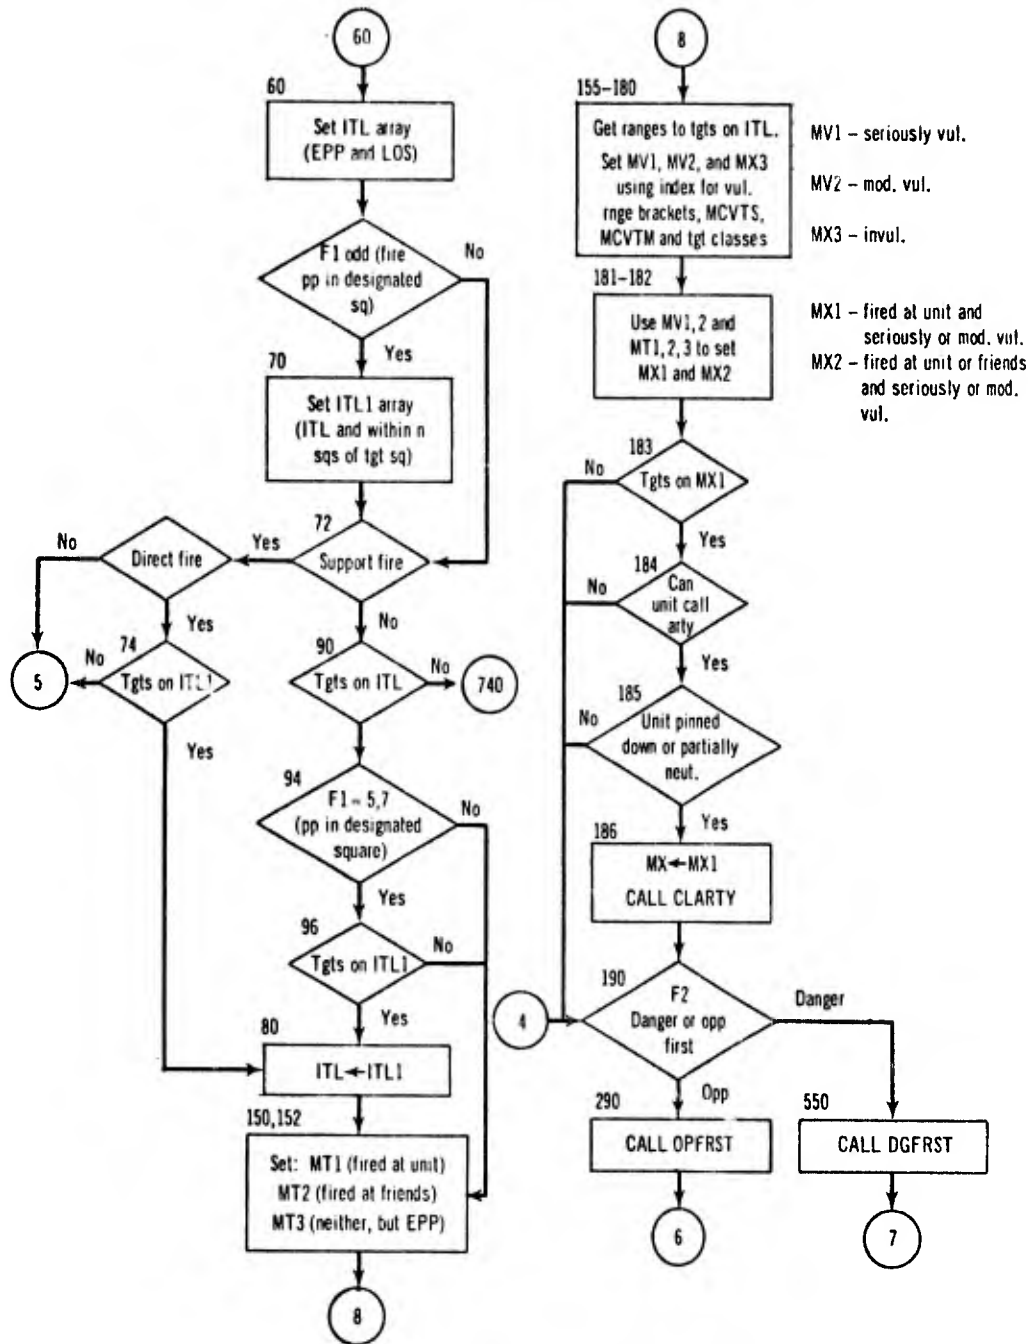 60
60
Set ITL array
(EPP and LOS)
F1 odd (fire
pp in designated
sq)
No
Yes
70
Set ITL1 array
(ITL and within n
sqs of tgt sq)
72
Support fire
Yes
No
Direct fire
No
Yes
5
74
Tgts on ITL1
No
Yes
90
Tgts on ITL
No
740
94
F1 = 5,7
(pp in designated
square)
No
Yes
96
Tgts on ITL1
No
Yes
80
ITL←ITL1
150,152
Set: MT1 (fired at unit)
MT2 (fired at friends)
MT3 (neither, but EPP)
8
8
155-180
Get ranges to tgts on ITL.
Set MV1, MV2, and MX3
using index for vul.
rnge brackets, MCVTS,
MCVTM and tgt classes
MV1 - seriously vul.
MV2 - mod. vul.
MX3 - invul.
181-182
Use MV1,2 and
MT1,2,3 to set
MX1 and MX2
MX1 - fired at unit and
seriously or mod. vul.
MX2 - fired at unit or friends
and seriously or mod.
vul.
183
Tgts on MX1
No
Yes
184
Can
unit call
arty
No
Yes
185
Unit pinned
down or partially
neut.
No
Yes
186
MX←MX1
CALL CLARTY
4
190
F2
Danger or opp
first
Danger
Opp
290
CALL OPFRST
6
550
CALL DGFRST
7